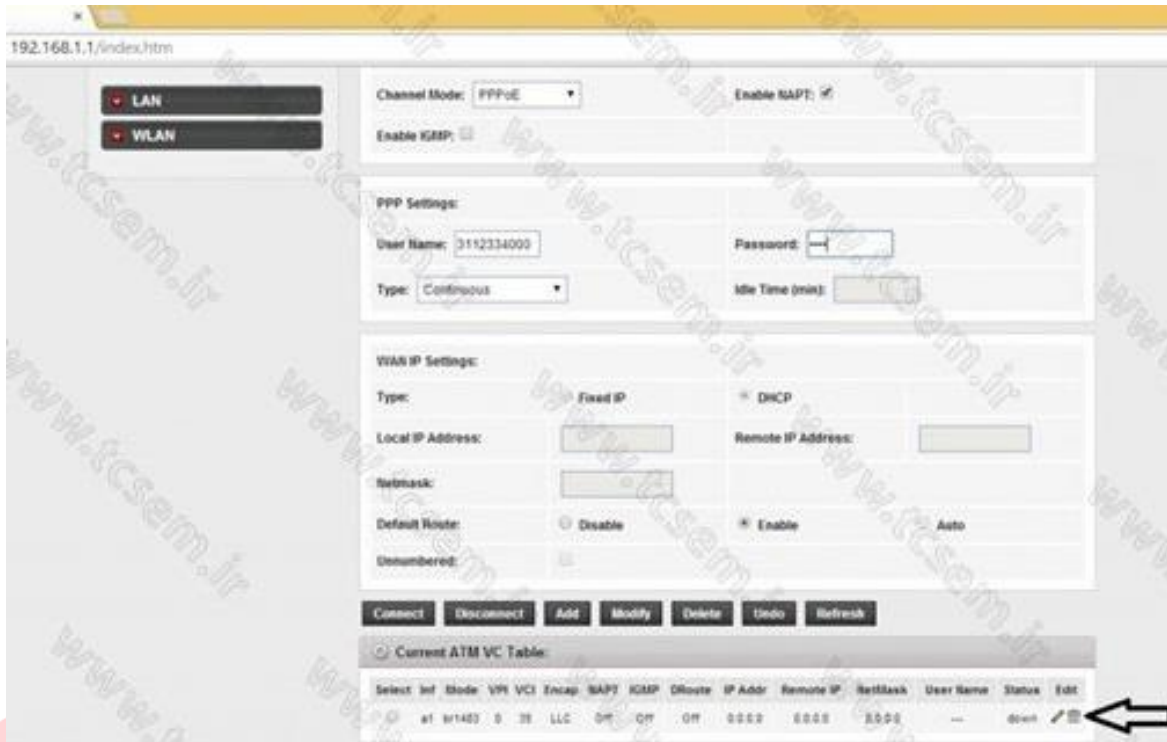 192.168.1.1/index.htm
LAN
WLAN
Channel Mode: PPPoE Enable NAPT:
Enable IGMP:
PPP Settings:
User Name: 3112334000 Password:
Type: Continuous Idle Time (min):
WAN IP Settings:
Type: Fixed IP DHCP
Local IP Address: Remote IP Address:
Netmask:
Default Route: Disable Enable Auto
Unnumbered:
Connect Disconnect Add Modify Delete Undo Refresh
Current ATM VC Table:
Select Inf Mode VPI VCI Encap NAPT IGMP DRoute IP Addr Remote IP NetMask User Name Status Edit
a1 br1483 0 35 LLC Off Off Off 0.0.0.0 0.0.0.0 0.0.0.0 --- down
www.tcsem.ir